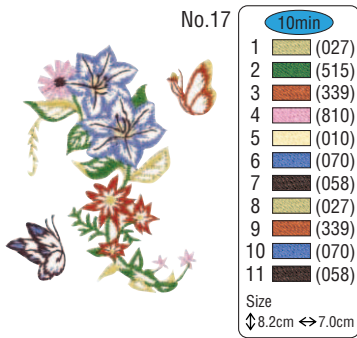 No.17
10min
1 (027)
2 (515)
3 (339)
4 (810)
5 (010)
6 (070)
7 (058)
8 (027)
9 (339)
10 (070)
11 (058)
Size
↕8.2cm ↔7.0cm